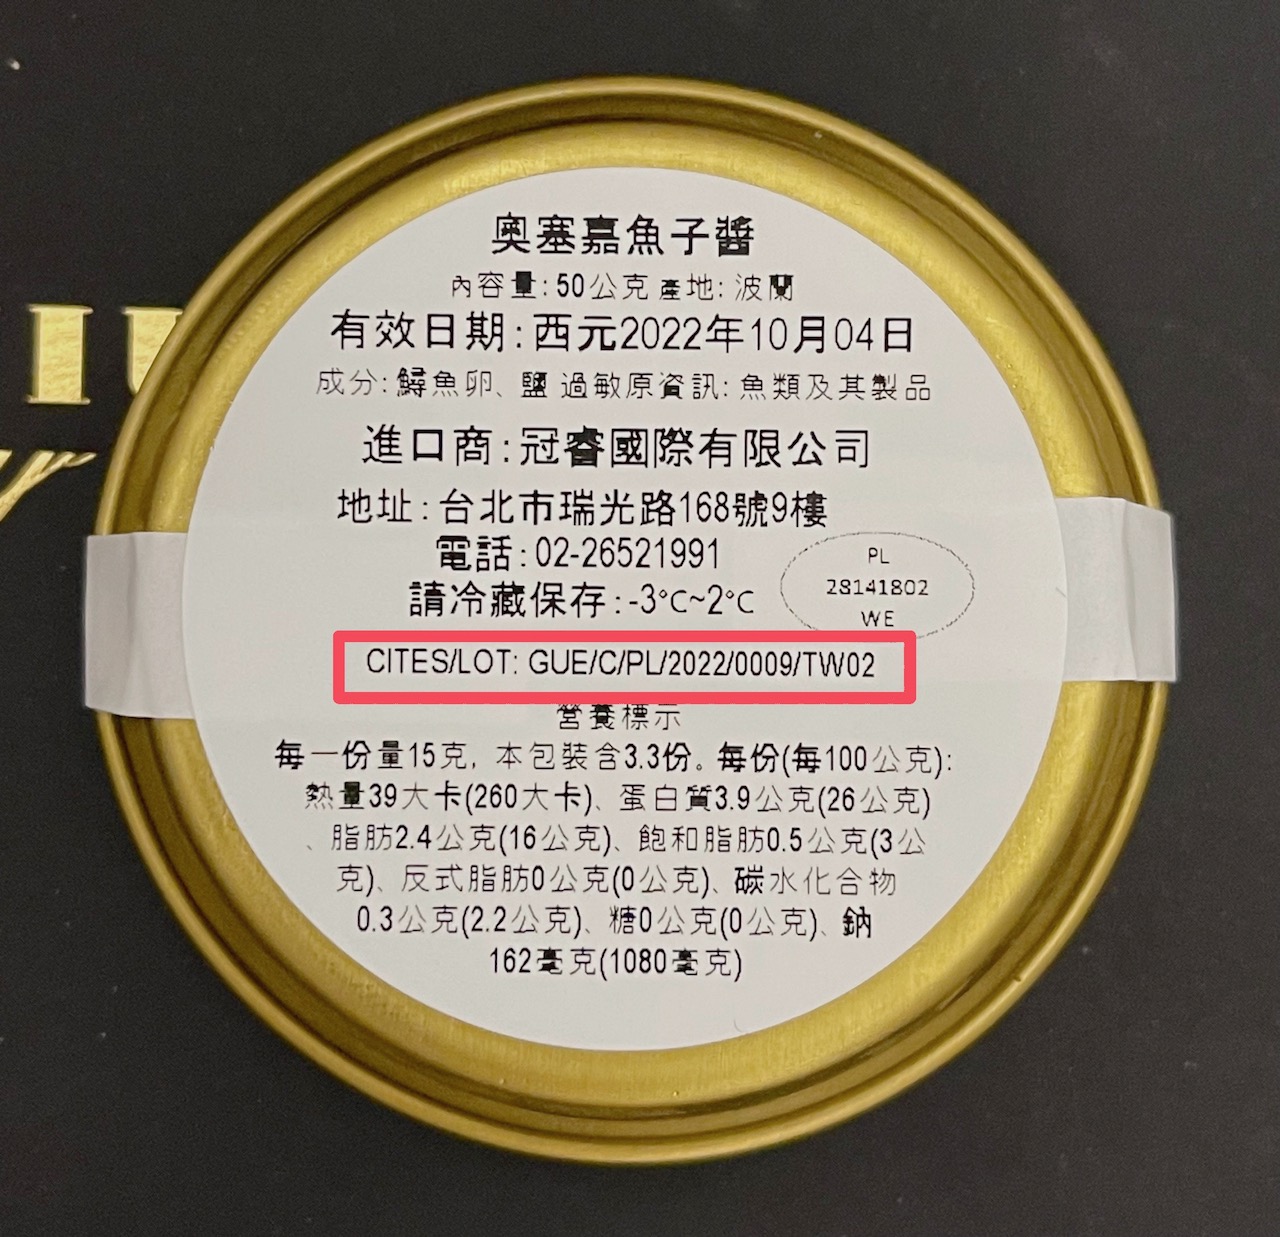 奧塞嘉魚子醬
內容量:50公克 產地:波蘭
有效日期:西元2022年10月04日
成分:鱘魚卵、鹽 過敏原資訊:魚類及其製品
進口商:冠睿國際有限公司
地址:台北市瑞光路168號9樓
電話:02-26521991
請冷藏保存:-3°C~2°C
PL
28141802
WE
CITES/LOT: GUE/C/PL/2022/0009/TW02
營養標示
每一份量15克, 本包裝含3.3份。每份(每100公克):
熱量39大卡(260大卡)、蛋白質3.9公克(26公克)
、脂肪2.4公克(16公克)、飽和脂肪0.5公克(3公
克)、反式脂肪0公克(0公克)、碳水化合物
0.3公克(2.2公克)、糖0公克(0公克)、鈉
162毫克(1080毫克)